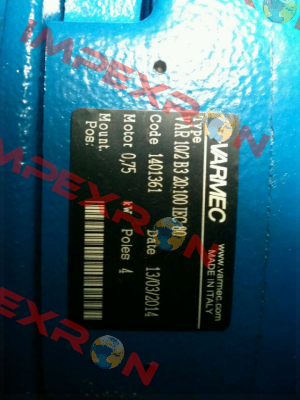 VARMEC
www.varmec.com
MADE IN ITALY
Type
VAR 102 B3 20:100 IEC 80
Code 1401361 Date 13/03/2014
Motor 0,75 kW Poles 4
Mount.
Pos:
IMPEXRON
IMPEXRON